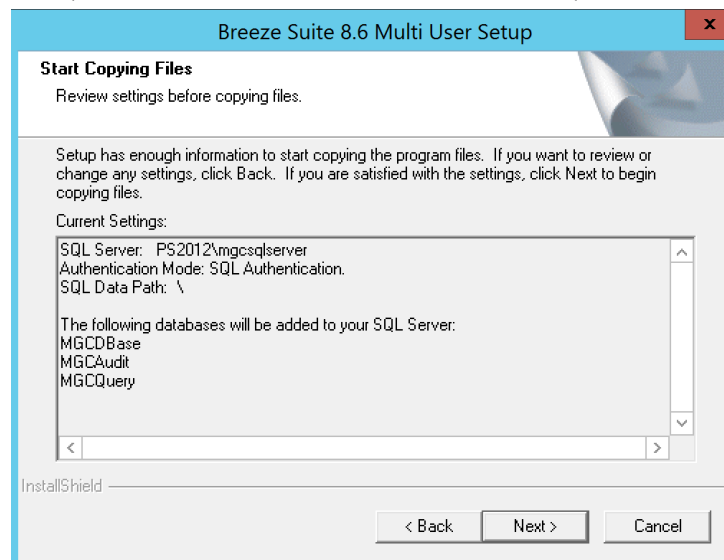 Breeze Suite 8.6 Multi User Setup
x
Start Copying Files
Review settings before copying files.
Setup has enough information to start copying the program files. If you want to review or
change any settings, click Back. If you are satisfied with the settings, click Next to begin
copying files.
Current Settings:
SQL Server: PS2012\mgcsqlserver
Authentication Mode: SQL Authentication.
SQL Data Path: \
The following databases will be added to your SQL Server:
MGCDBase
MGCAudit
MGCQuery
InstallShield
< Back Next > Cancel